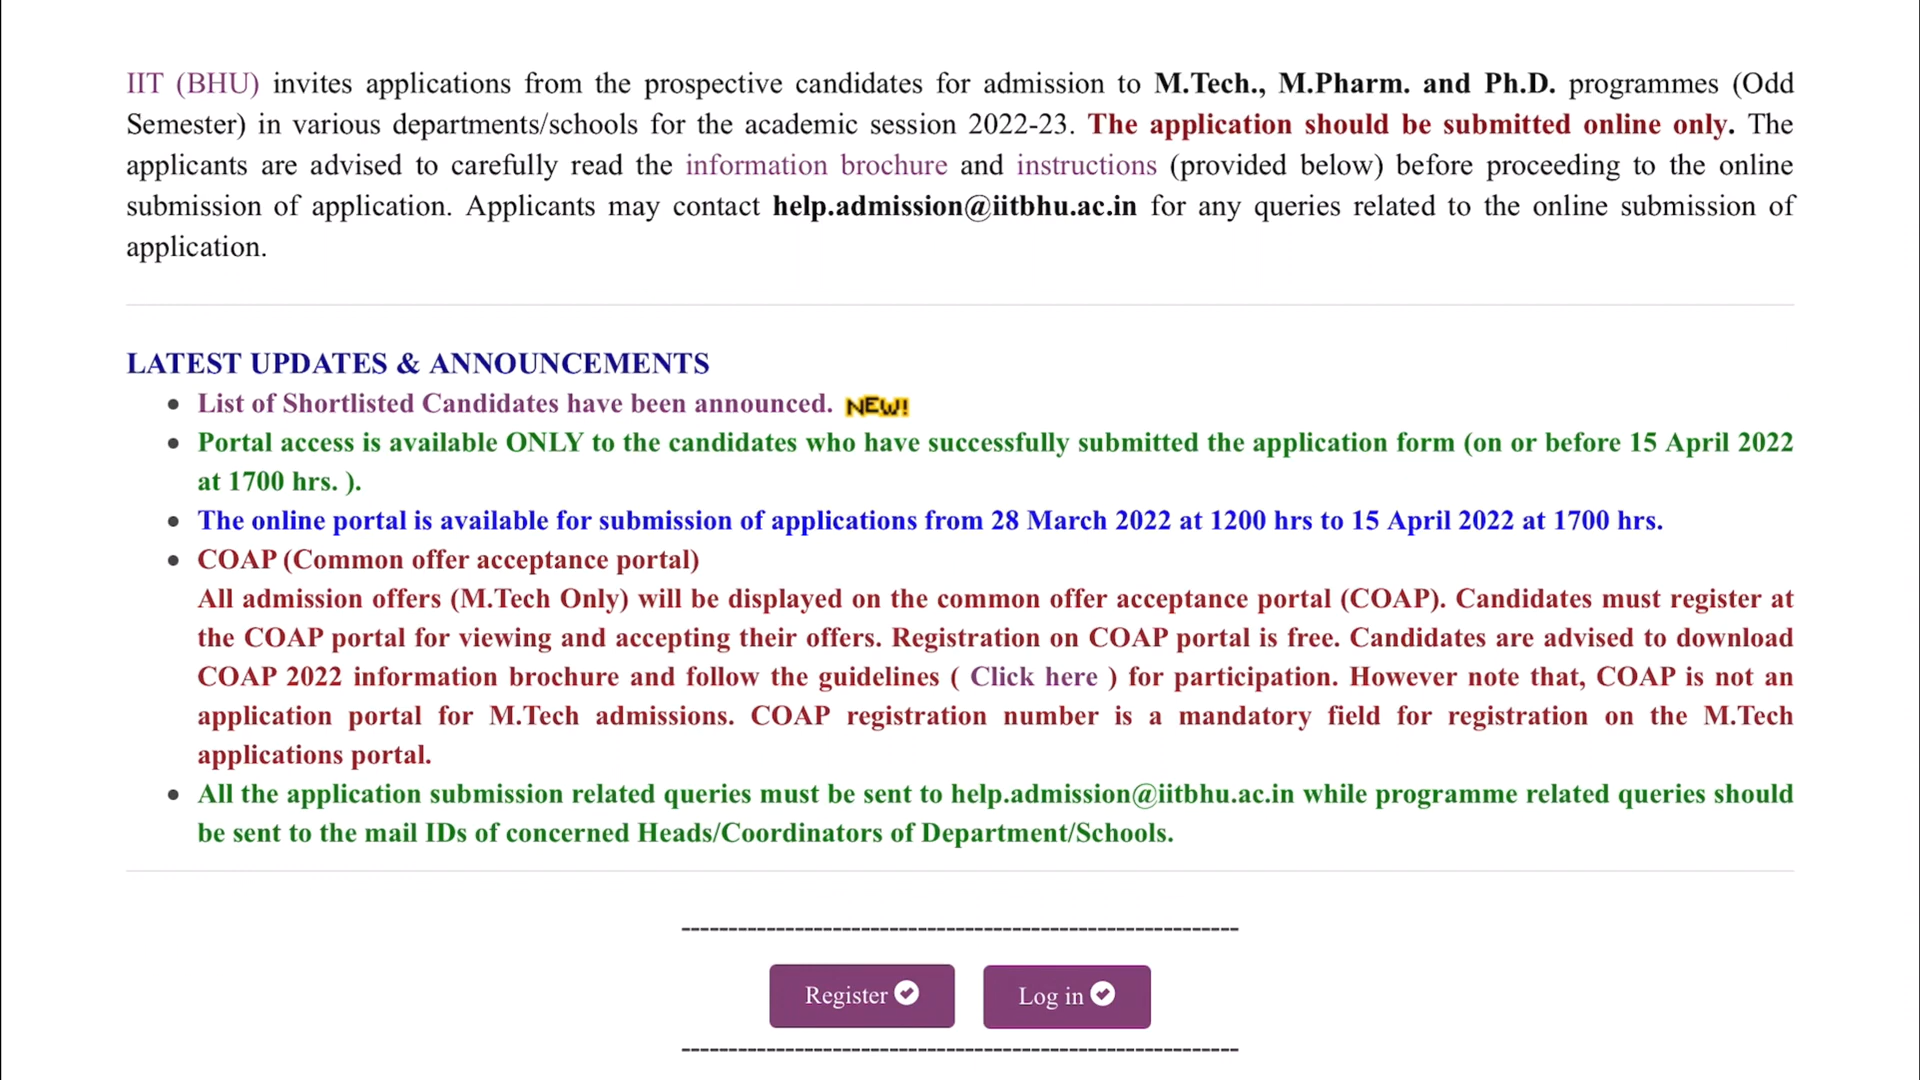 IIT (BHU) invites applications from the prospective candidates for admission to M.Tech., M.Pharm. and Ph.D. programmes (Odd
Semester) in various departments/schools for the academic session 2022-23. The application should be submitted online only. The
applicants are advised to carefully read the information brochure and instructions (provided below) before proceeding to the online
submission of application. Applicants may contact help.admission@iitbhu.ac.in for any queries related to the online submission of
application.
LATEST UPDATES & ANNOUNCEMENTS
• List of Shortlisted Candidates have been announced. NEW!
• Portal access is available ONLY to the candidates who have successfully submitted the application form (on or before 15 April 2022
at 1700 hrs. ).
• The online portal is available for submission of applications from 28 March 2022 at 1200 hrs to 15 April 2022 at 1700 hrs.
• COAP (Common offer acceptance portal)
All admission offers (M.Tech Only) will be displayed on the common offer acceptance portal (COAP). Candidates must register at
the COAP portal for viewing and accepting their offers. Registration on COAP portal is free. Candidates are advised to download
COAP 2022 information brochure and follow the guidelines ( Click here ) for participation. However note that, COAP is not an
application portal for M.Tech admissions. COAP registration number is a mandatory field for registration on the M.Tech
applications portal.
• All the application submission related queries must be sent to help.admission@iitbhu.ac.in while programme related queries should
be sent to the mail IDs of concerned Heads/Coordinators of Department/Schools.
-----------------------------------------------------------
Register Log in
-----------------------------------------------------------